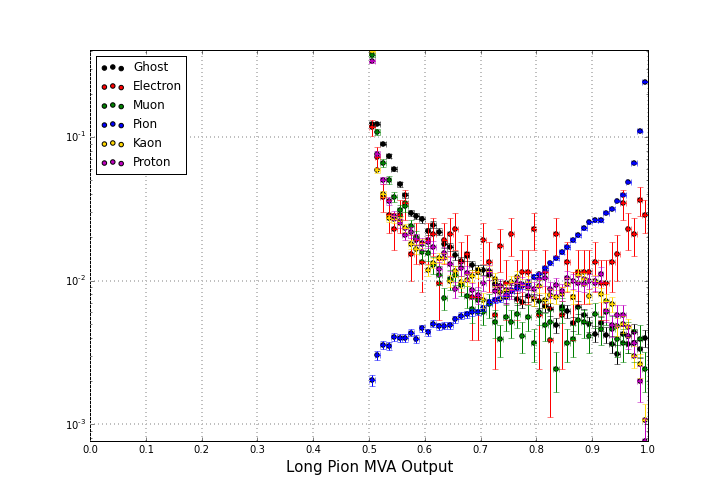 Ghost
Electron
Muon
Pion
Kaon
Proton
10^-1
10^-2
10^-3
0.0 0.1 0.2 0.3 0.4 0.5 0.6 0.7 0.8 0.9 1.0
Long Pion MVA Output